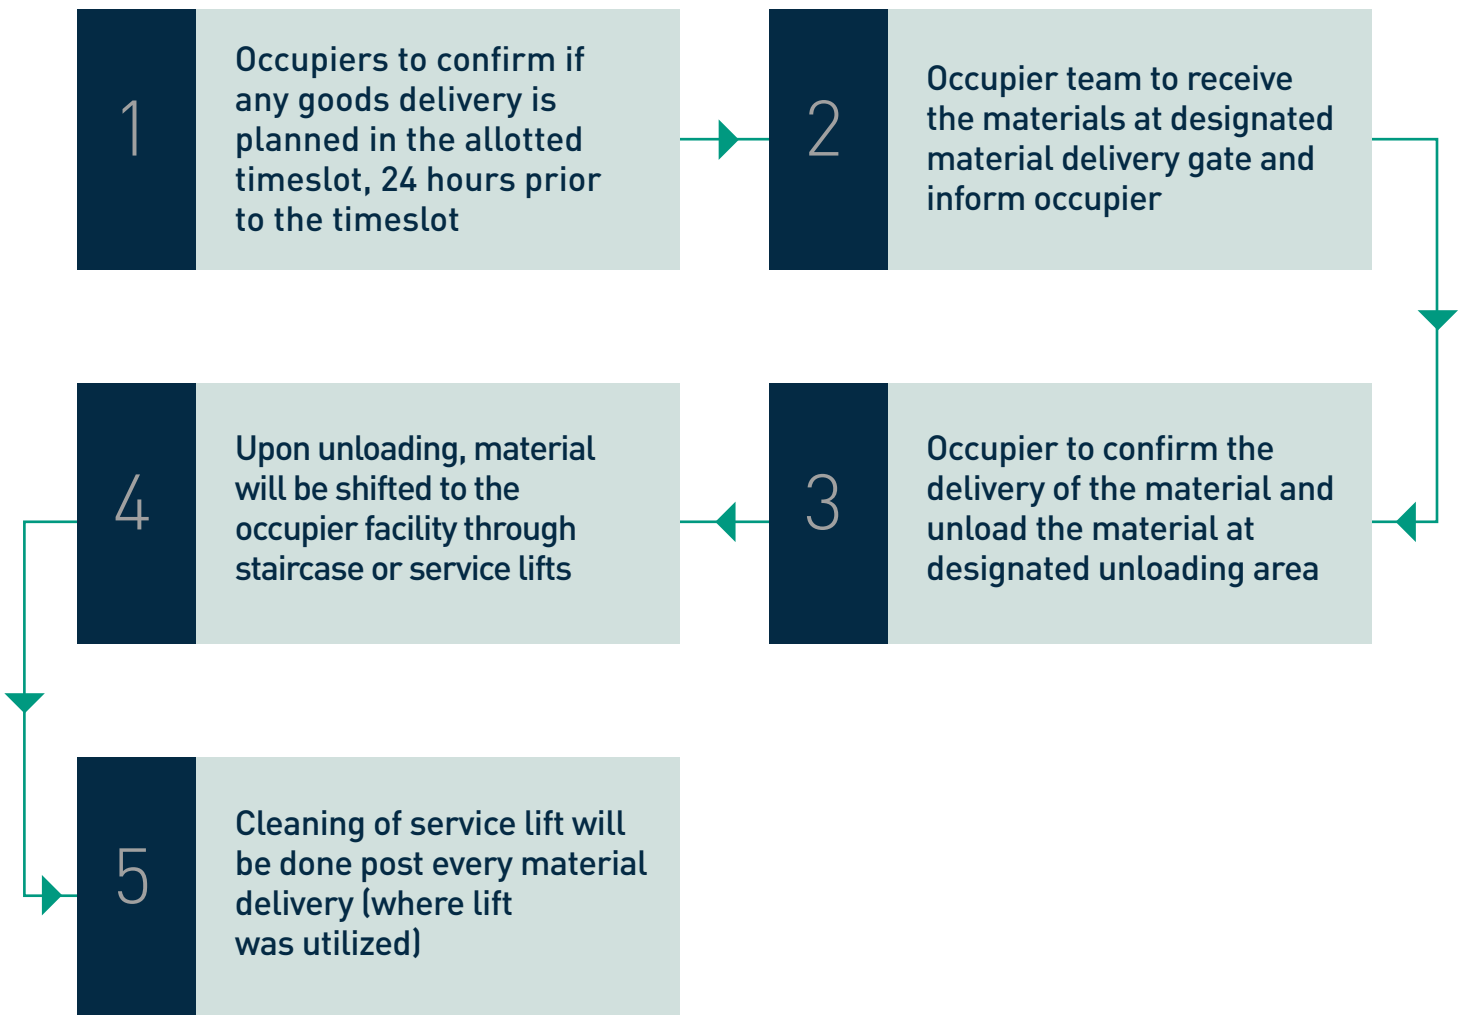 1
Occupiers to confirm if
any goods delivery is
planned in the allotted
timeslot, 24 hours prior
to the timeslot
2
Occupier team to receive
the materials at designated
material delivery gate and
inform occupier
3
Occupier to confirm the
delivery of the material and
unload the material at
designated unloading area
4
Upon unloading, material
will be shifted to the
occupier facility through
staircase or service lifts
5
Cleaning of service lift will
be done post every material
delivery (where lift
was utilized)